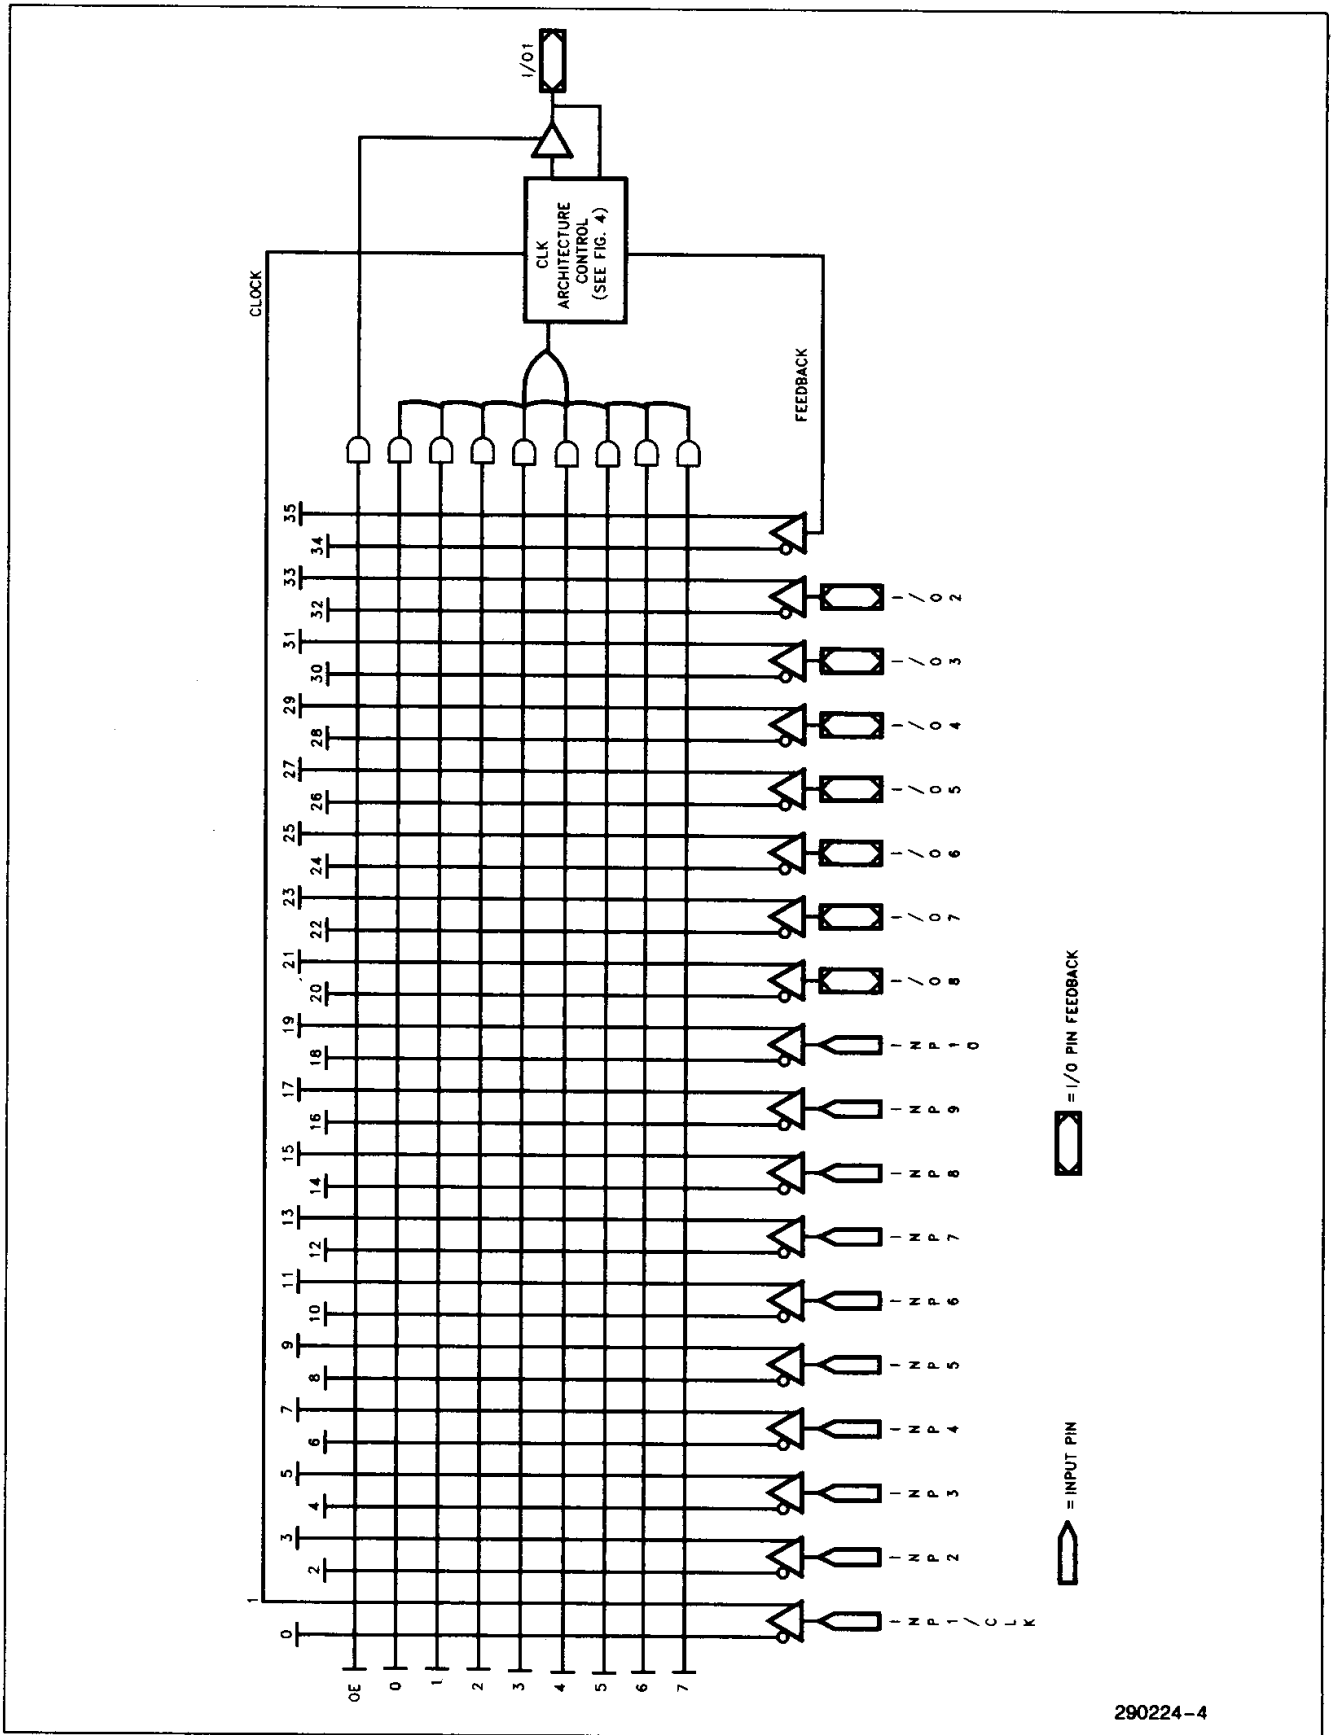 I/O1
CLOCK
CLK
ARCHITECTURE
CONTROL
(SEE FIG. 4)
FEEDBACK
0
1
2
3
4
5
6
7
8
9
10
11
12
13
14
15
16
17
18
19
20
21
22
23
24
25
26
27
28
29
30
31
32
33
34
35
OE
0
1
2
3
4
5
6
7
INP1/CLK
INP2
INP3
INP4
INP5
INP6
INP7
INP8
INP9
INP10
I/O8
I/O7
I/O6
I/O5
I/O4
I/O3
I/O2
= INPUT PIN
= I/O PIN FEEDBACK
290224-4